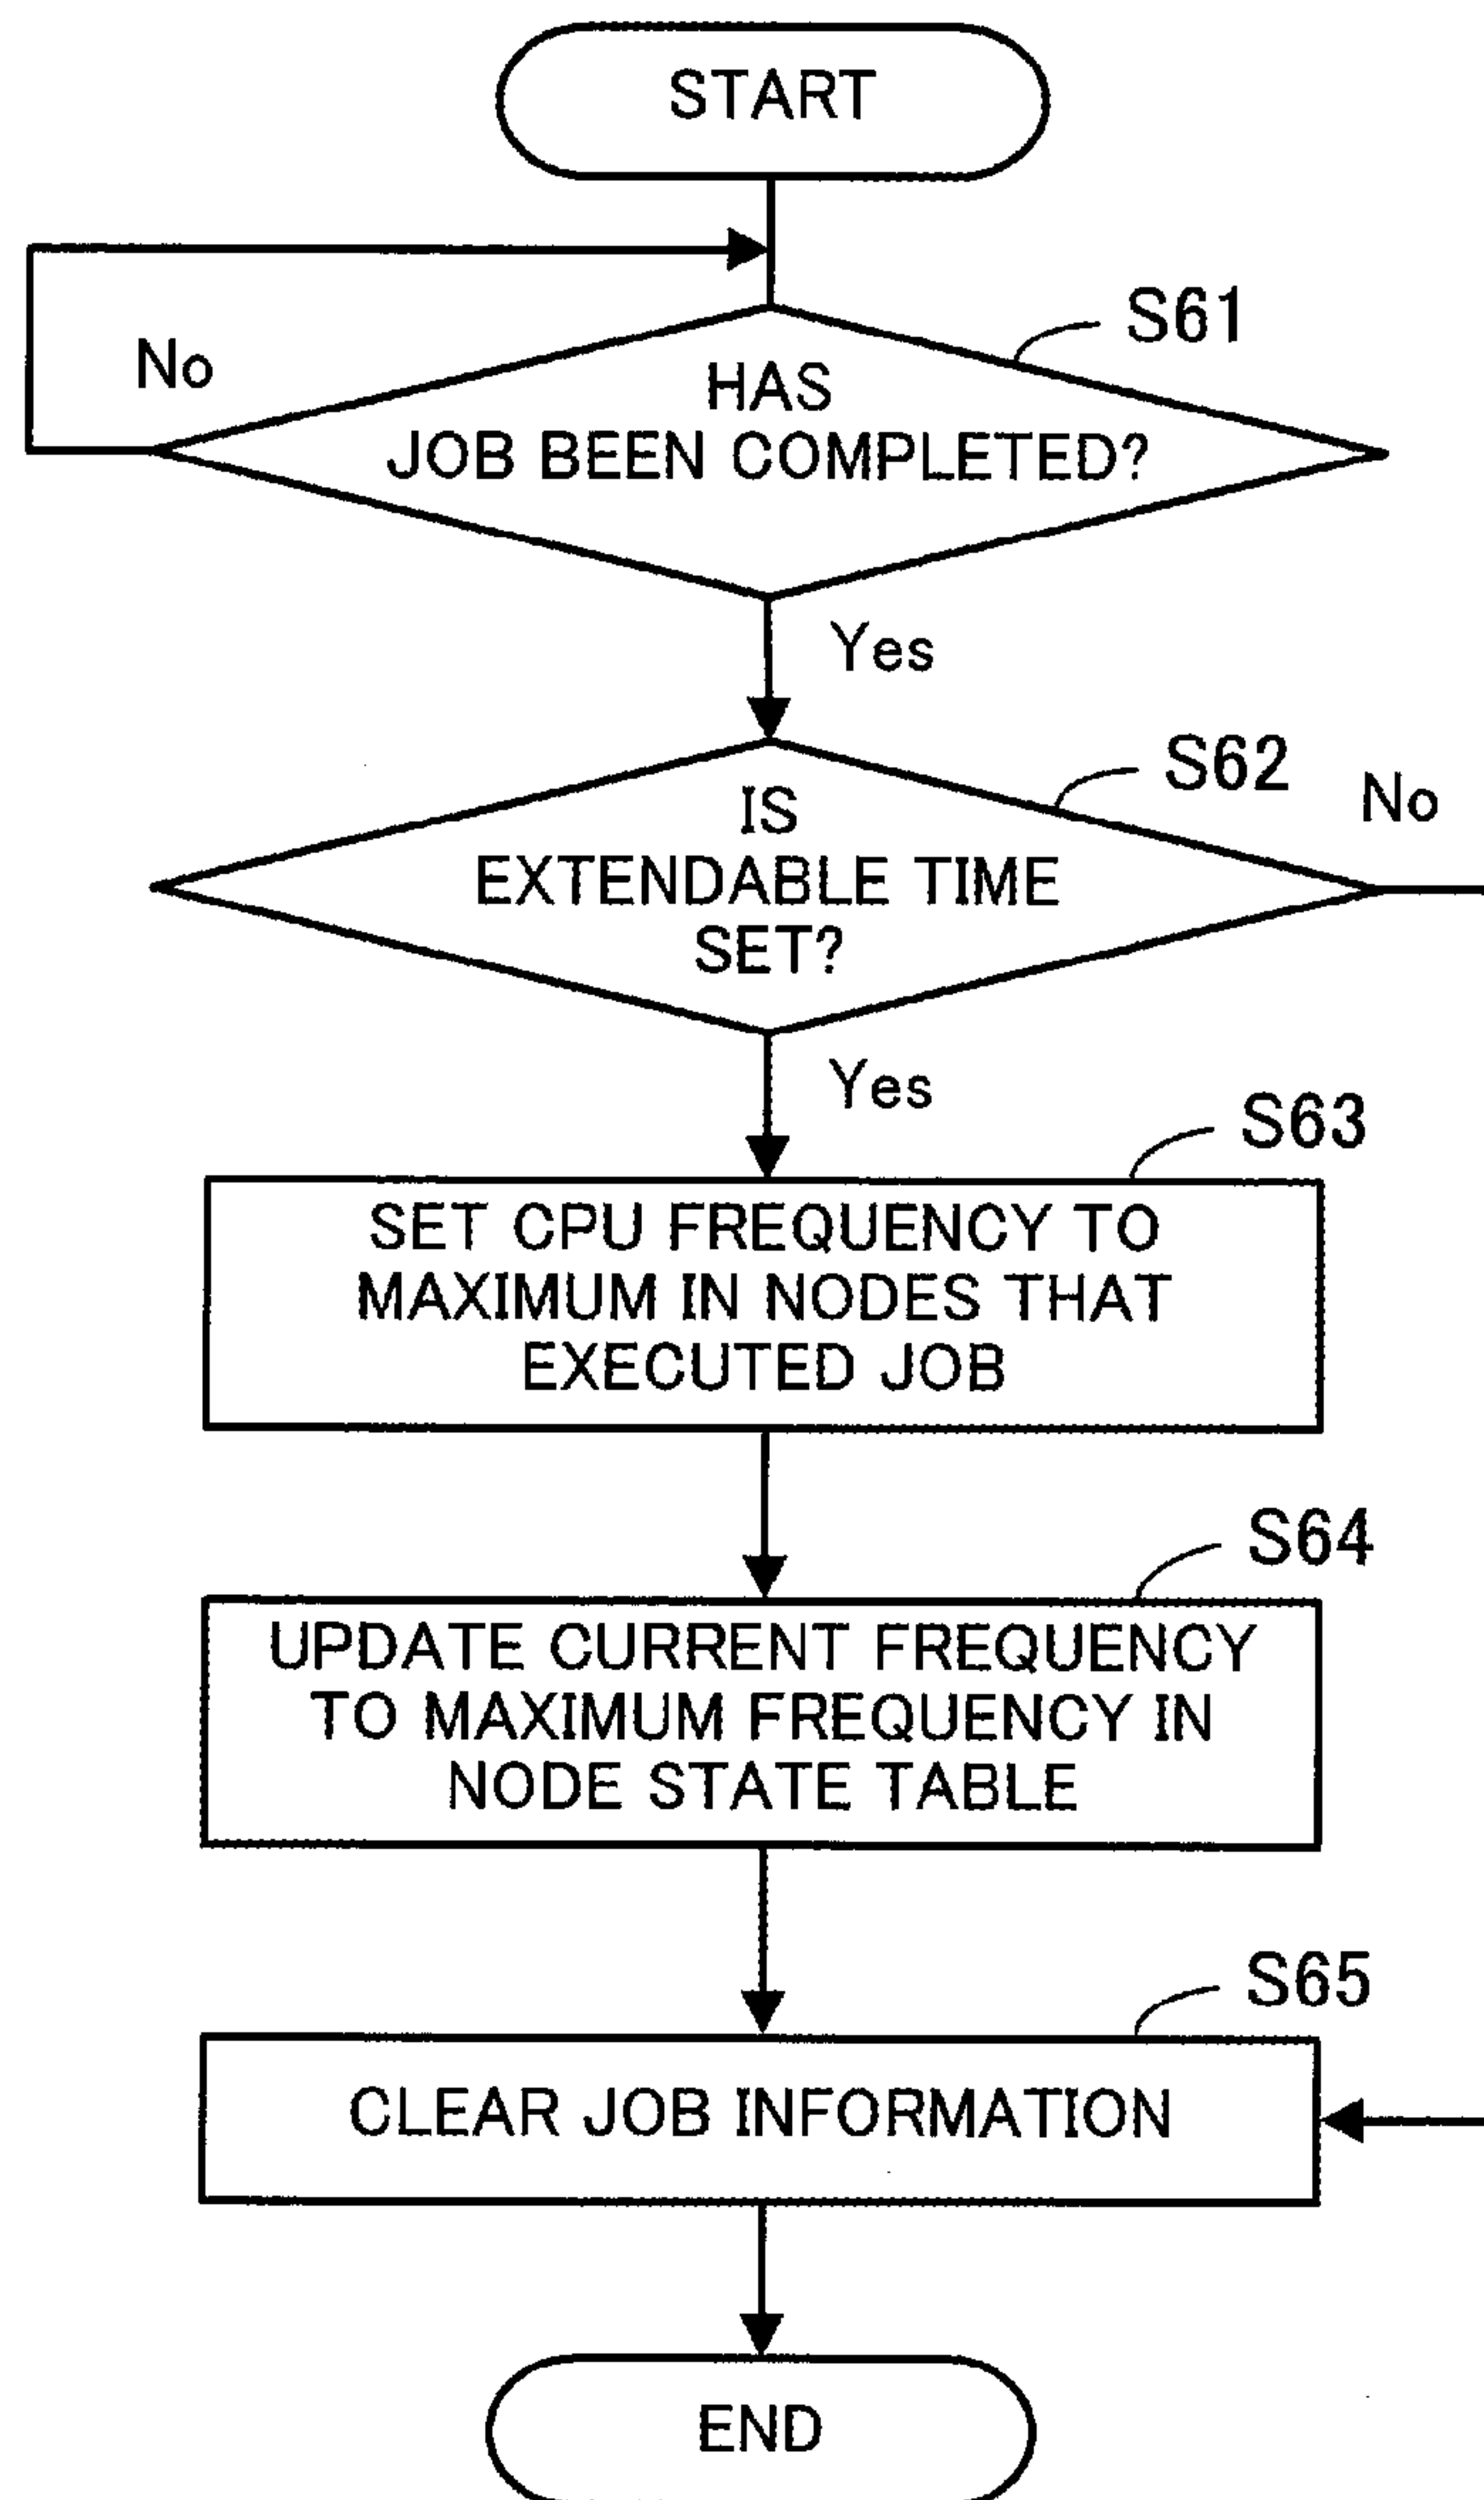 START
S61
No
HAS
JOB BEEN COMPLETED?
Yes
S62
No
IS
EXTENDABLE TIME
SET?
Yes
S63
SET CPU FREQUENCY TO
MAXIMUM IN NODES THAT
EXECUTED JOB
S64
UPDATE CURRENT FREQUENCY
TO MAXIMUM FREQUENCY IN
NODE STATE TABLE
S65
CLEAR JOB INFORMATION
END